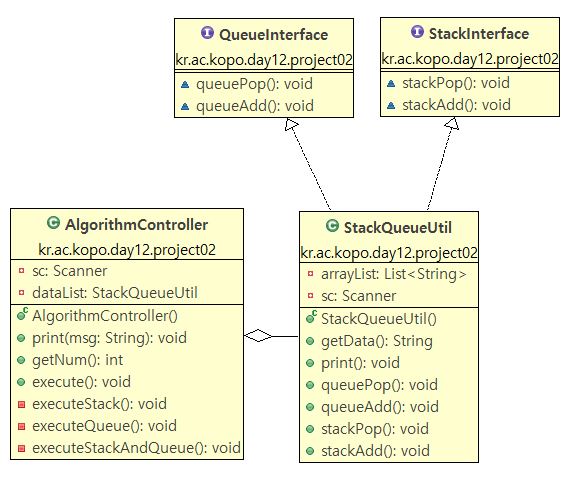 QueueInterface
kr.ac.kopo.day12.project02
queuePop(): void
queueAdd(): void
StackInterface
kr.ac.kopo.day12.project02
stackPop(): void
stackAdd(): void
AlgorithmController
kr.ac.kopo.day12.project02
sc: Scanner
dataList: StackQueueUtil
AlgorithmController()
print(msg: String): void
getNum(): int
execute(): void
executeStack(): void
executeQueue(): void
executeStackAndQueue(): void
StackQueueUtil
kr.ac.kopo.day12.project02
arrayList: List<String>
sc: Scanner
StackQueueUtil()
getData(): String
print(): void
queuePop(): void
queueAdd(): void
stackPop(): void
stackAdd(): void